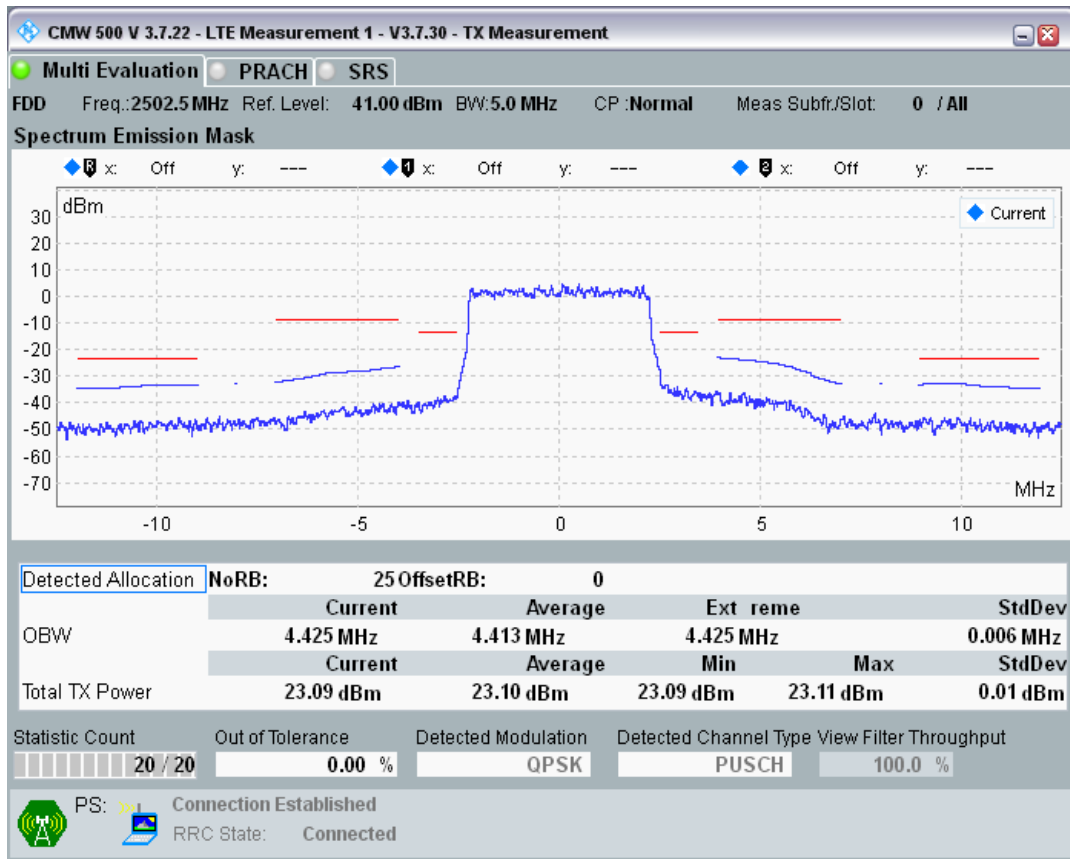 CMW 500 V 3.7.22 - LTE Measurement 1 - V3.7.30 - TX Measurement
Multi Evaluation PRACH SRS
FDD Freq.:2502.5 MHz Ref. Level: 41.00 dBm BW:5.0 MHz CP :Normal Meas Subfr./Slot: 0 / All
Spectrum Emission Mask
R x: Off y: --- 1 x: Off y: --- 2 x: Off y: ---
dBm
Current
30
20
10
0
-10
-20
-30
-40
-50
-60
-70
MHz
-10 -5 0 5 10
Detected Allocation NoRB: 25 OffsetRB: 0
Current Average Ext reme StdDev
OBW 4.425 MHz 4.413 MHz 4.425 MHz 0.006 MHz
Current Average Min Max StdDev
Total TX Power 23.09 dBm 23.10 dBm 23.09 dBm 23.11 dBm 0.01 dBm
Statistic Count Out of Tolerance Detected Modulation Detected Channel Type View Filter Throughput
20 / 20 0.00 % QPSK PUSCH 100.0 %
PS: Connection Established
RRC State: Connected